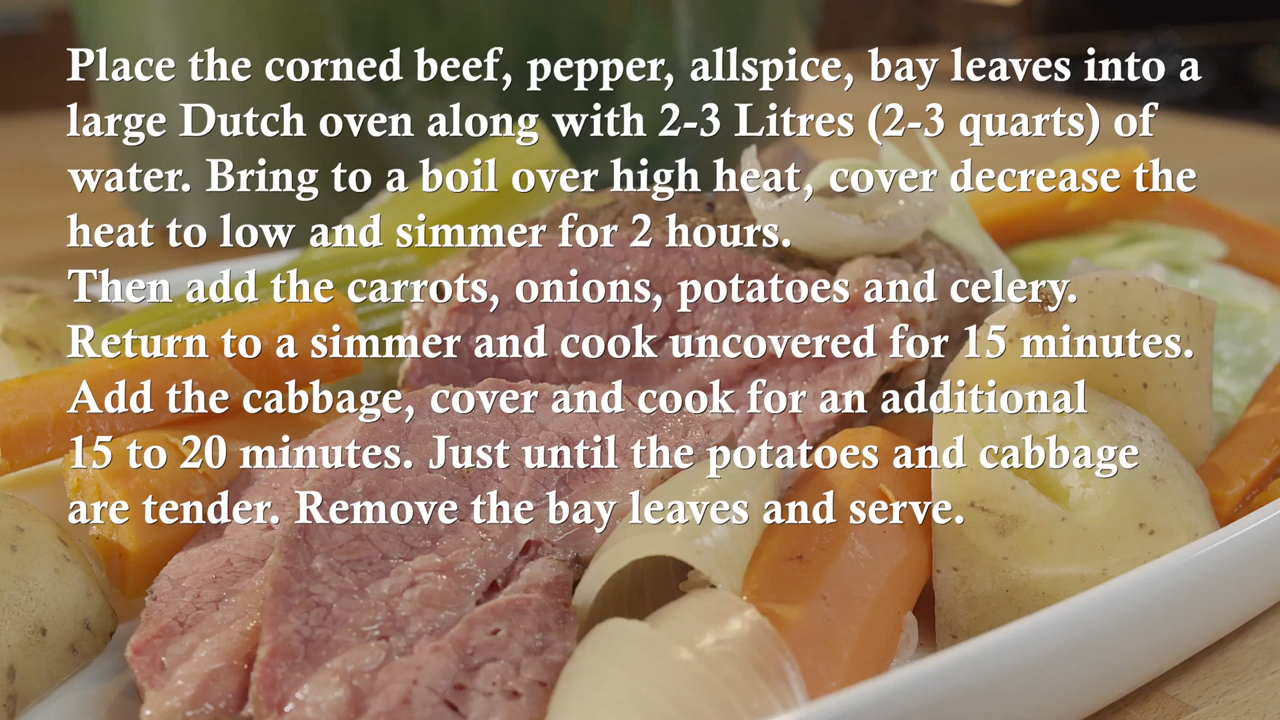 Place the corned beef, pepper, allspice, bay leaves into a
large Dutch oven along with 2-3 Litres (2-3 quarts) of
water. Bring to a boil over high heat, cover decrease the
heat to low and simmer for 2 hours.
Then add the carrots, onions, potatoes and celery.
Return to a simmer and cook uncovered for 15 minutes.
Add the cabbage, cover and cook for an additional
15 to 20 minutes. Just until the potatoes and cabbage
are tender. Remove the bay leaves and serve.